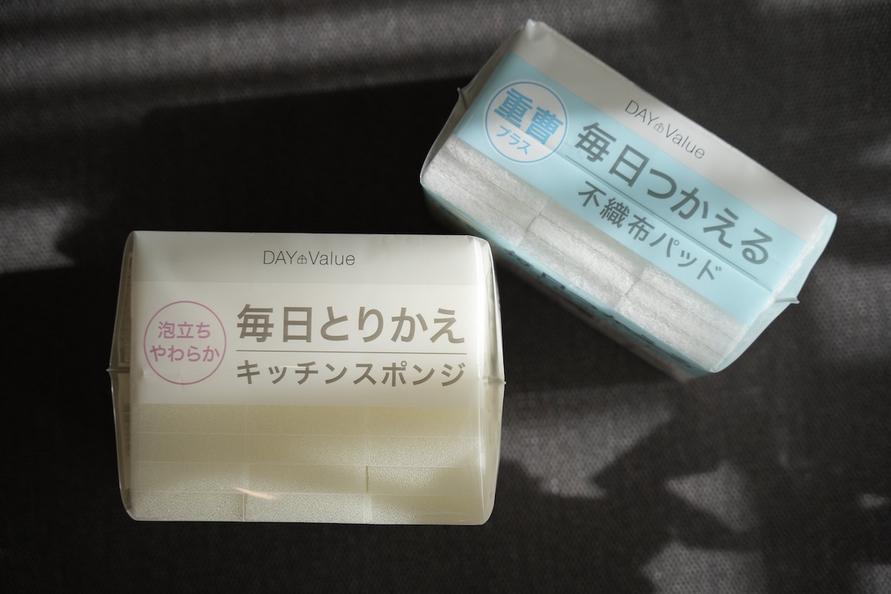 DAY Value
泡立ち
やわらか
毎日とりかえ
キッチンスポンジ
DAY Value
重曹
プラス
毎日つかえる
不織布パッド